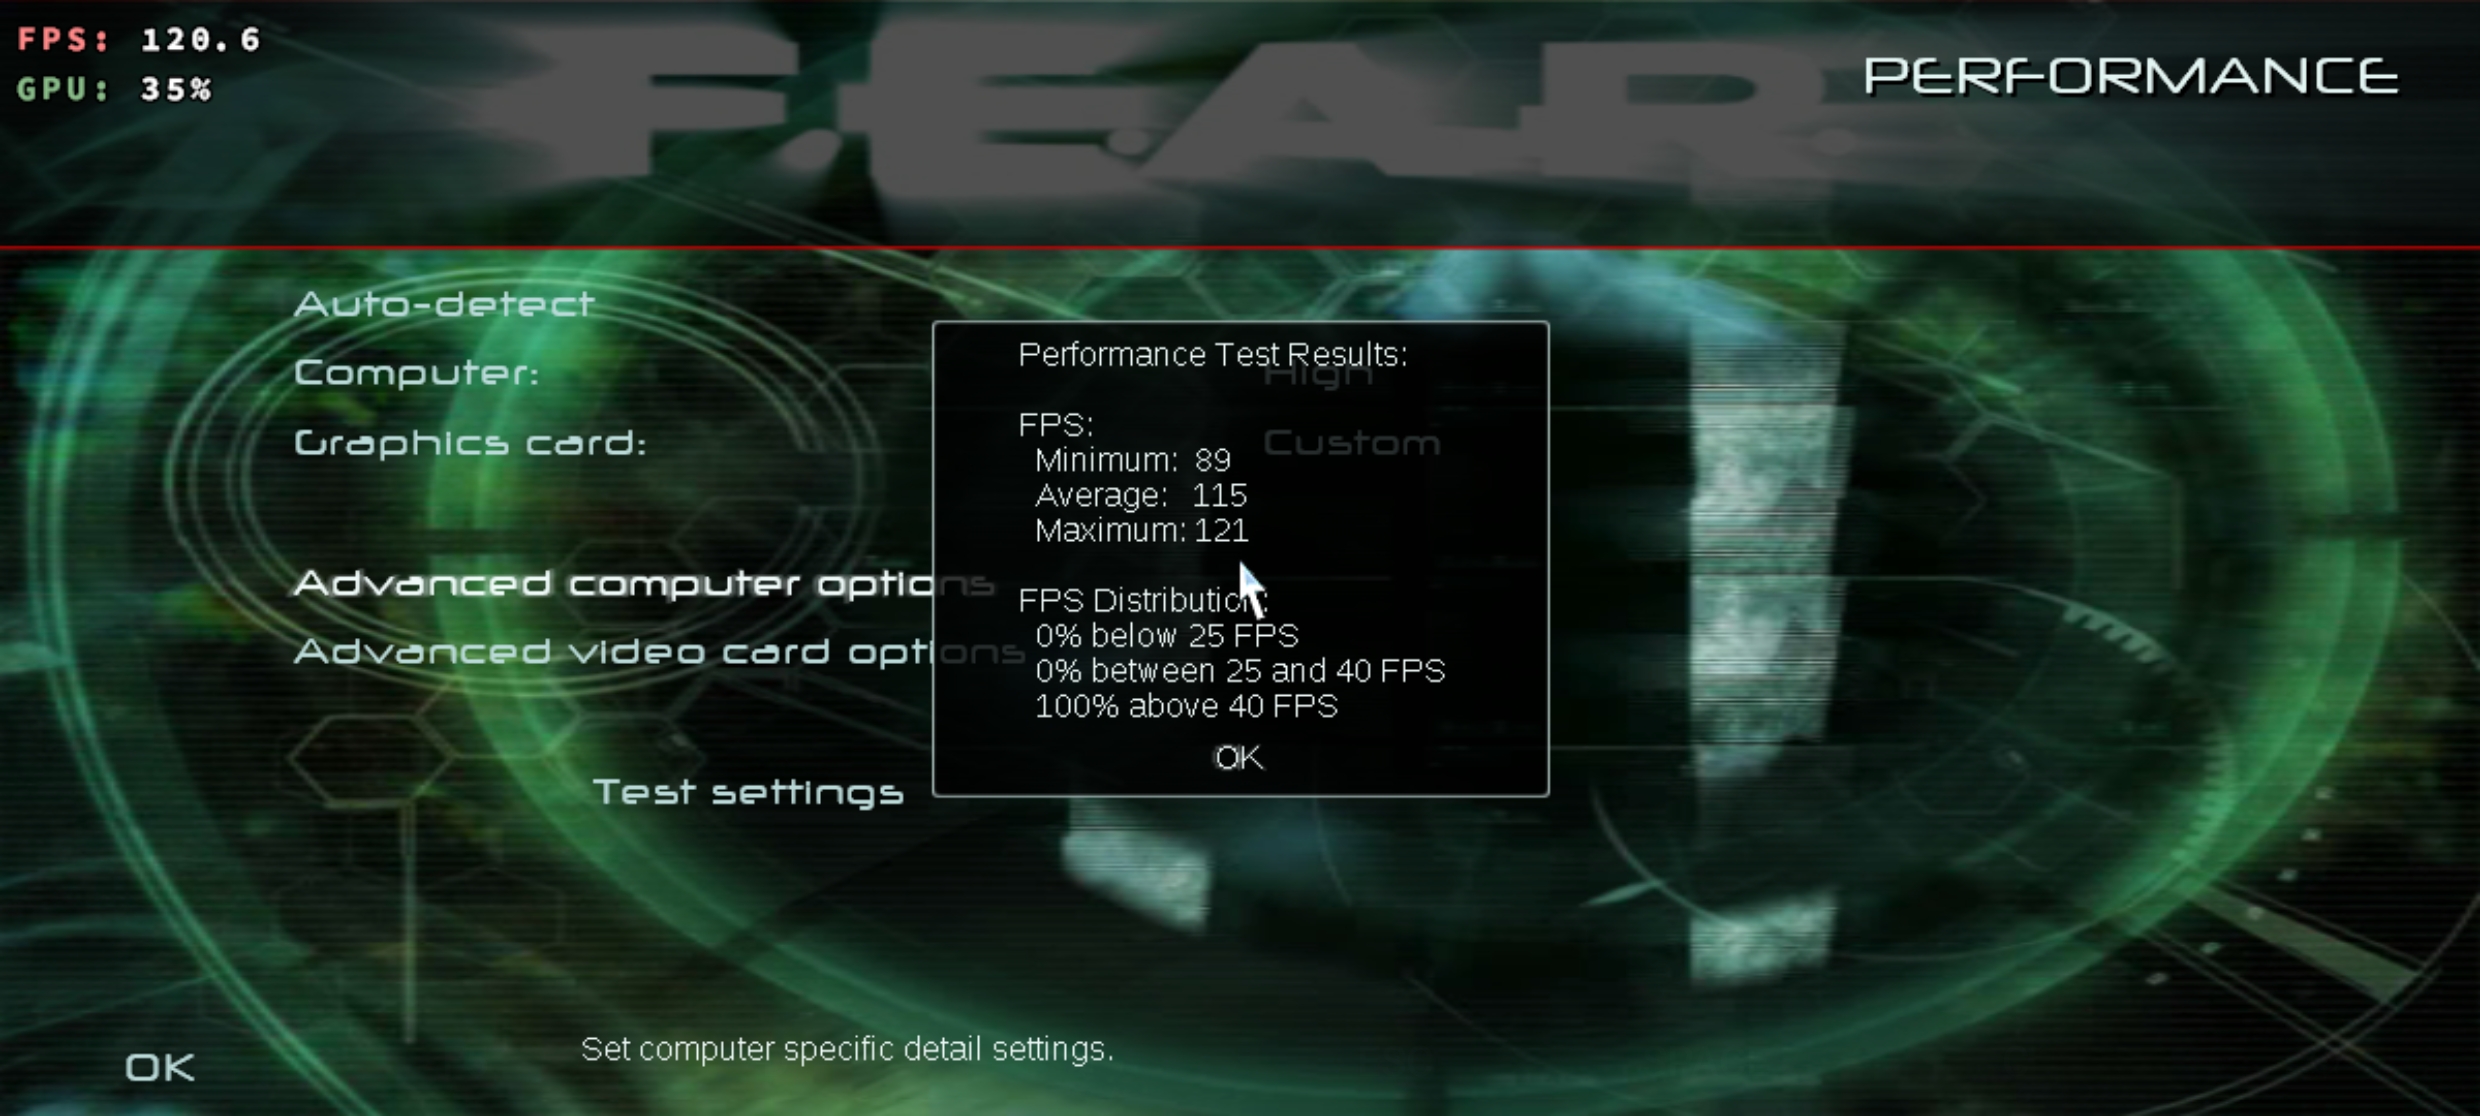 FPS: 120.6
GPU: 35%
F.E.A.R.
PERFORMANCE
Auto-detect
Computer: High
Graphics card: Custom
Advanced computer options
Advanced video card options
Test settings
Performance Test Results:
FPS:
Minimum: 89
Average: 115
Maximum: 121
FPS Distribution:
0% below 25 FPS
0% between 25 and 40 FPS
100% above 40 FPS
OK
Set computer specific detail settings.
OK